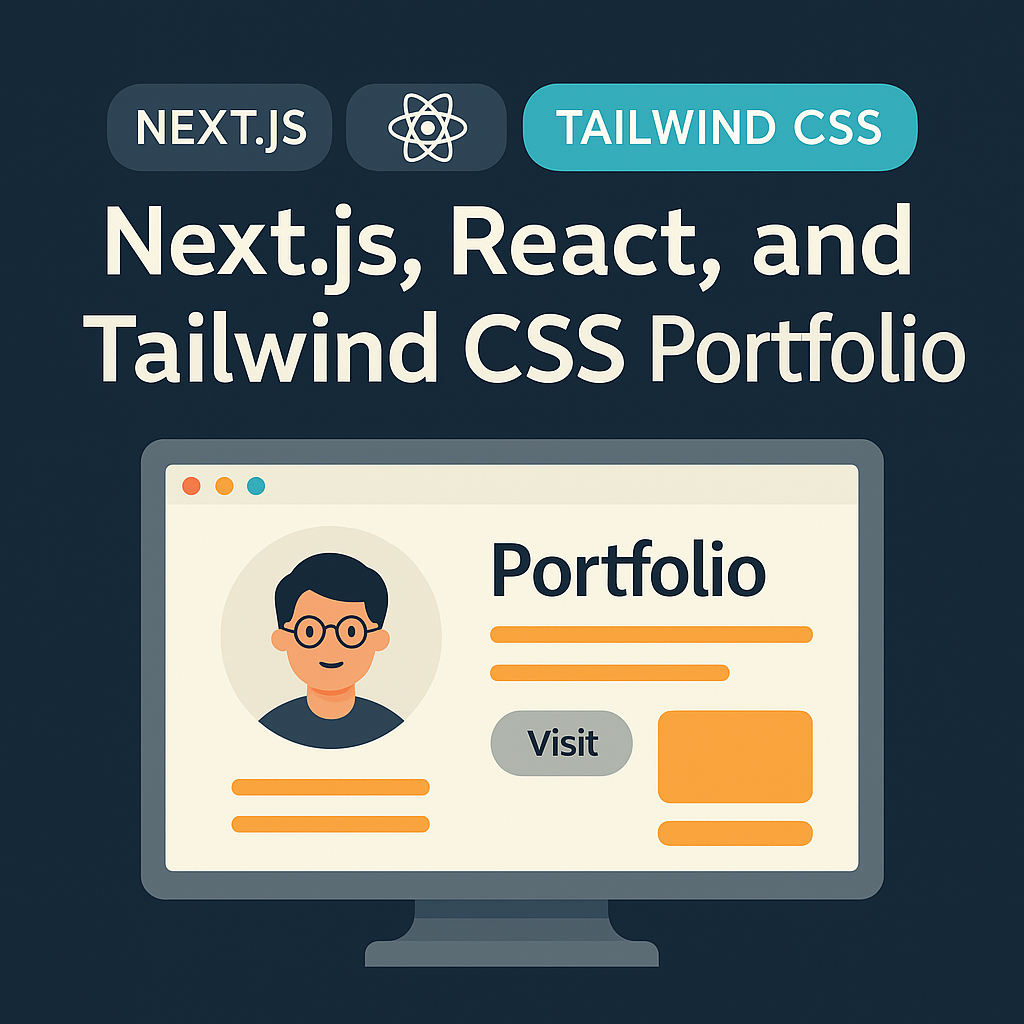 NEXT.JS
TAILWIND CSS
Next.js, React, and
Tailwind CSS Portfolio
Portfolio
Visit